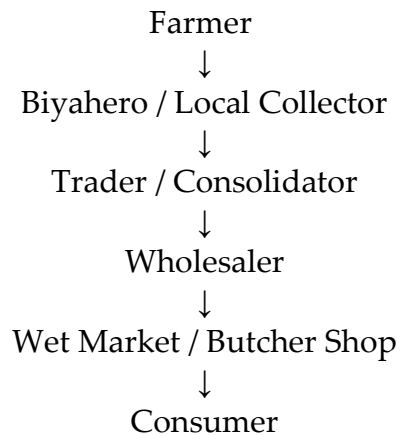 Farmer
↓
Biyahero / Local Collector
↓
Trader / Consolidator
↓
Wholesaler
↓
Wet Market / Butcher Shop
↓
Consumer